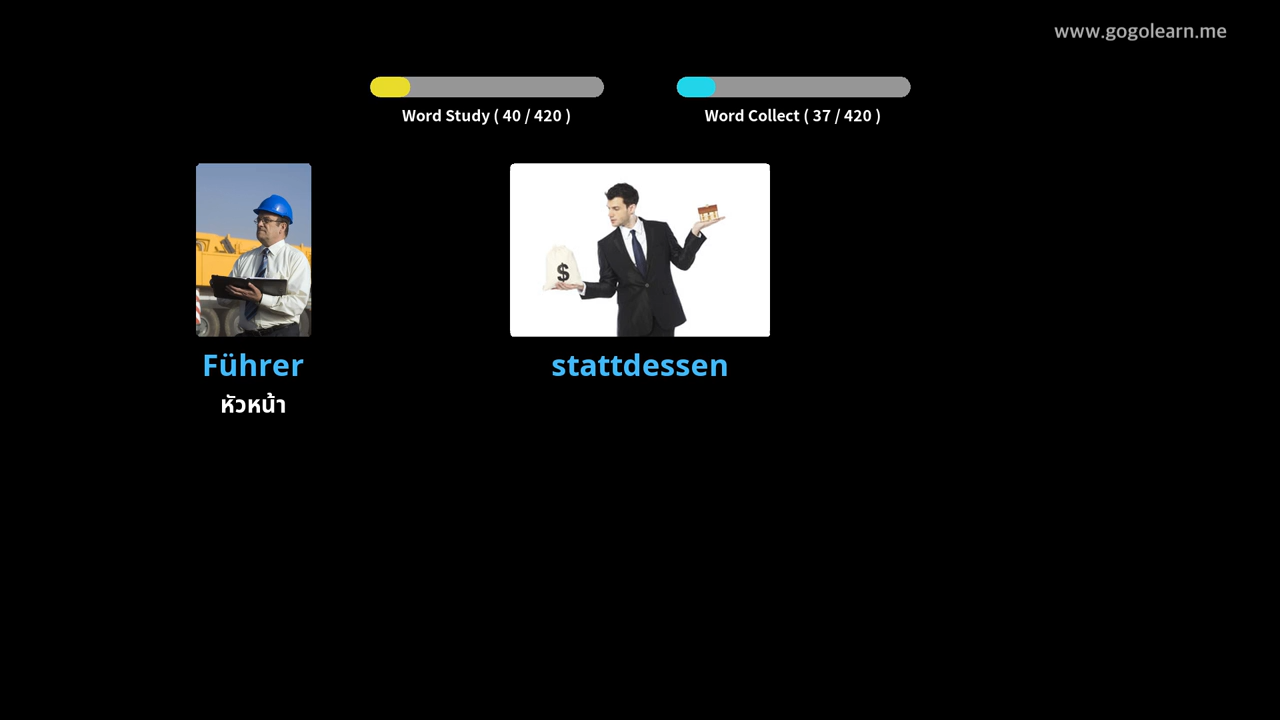 www.gogolearn.me
Word Study ( 40 / 420 )
Word Collect ( 37 / 420 )
$
Führer
หัวหน้า
stattdessen